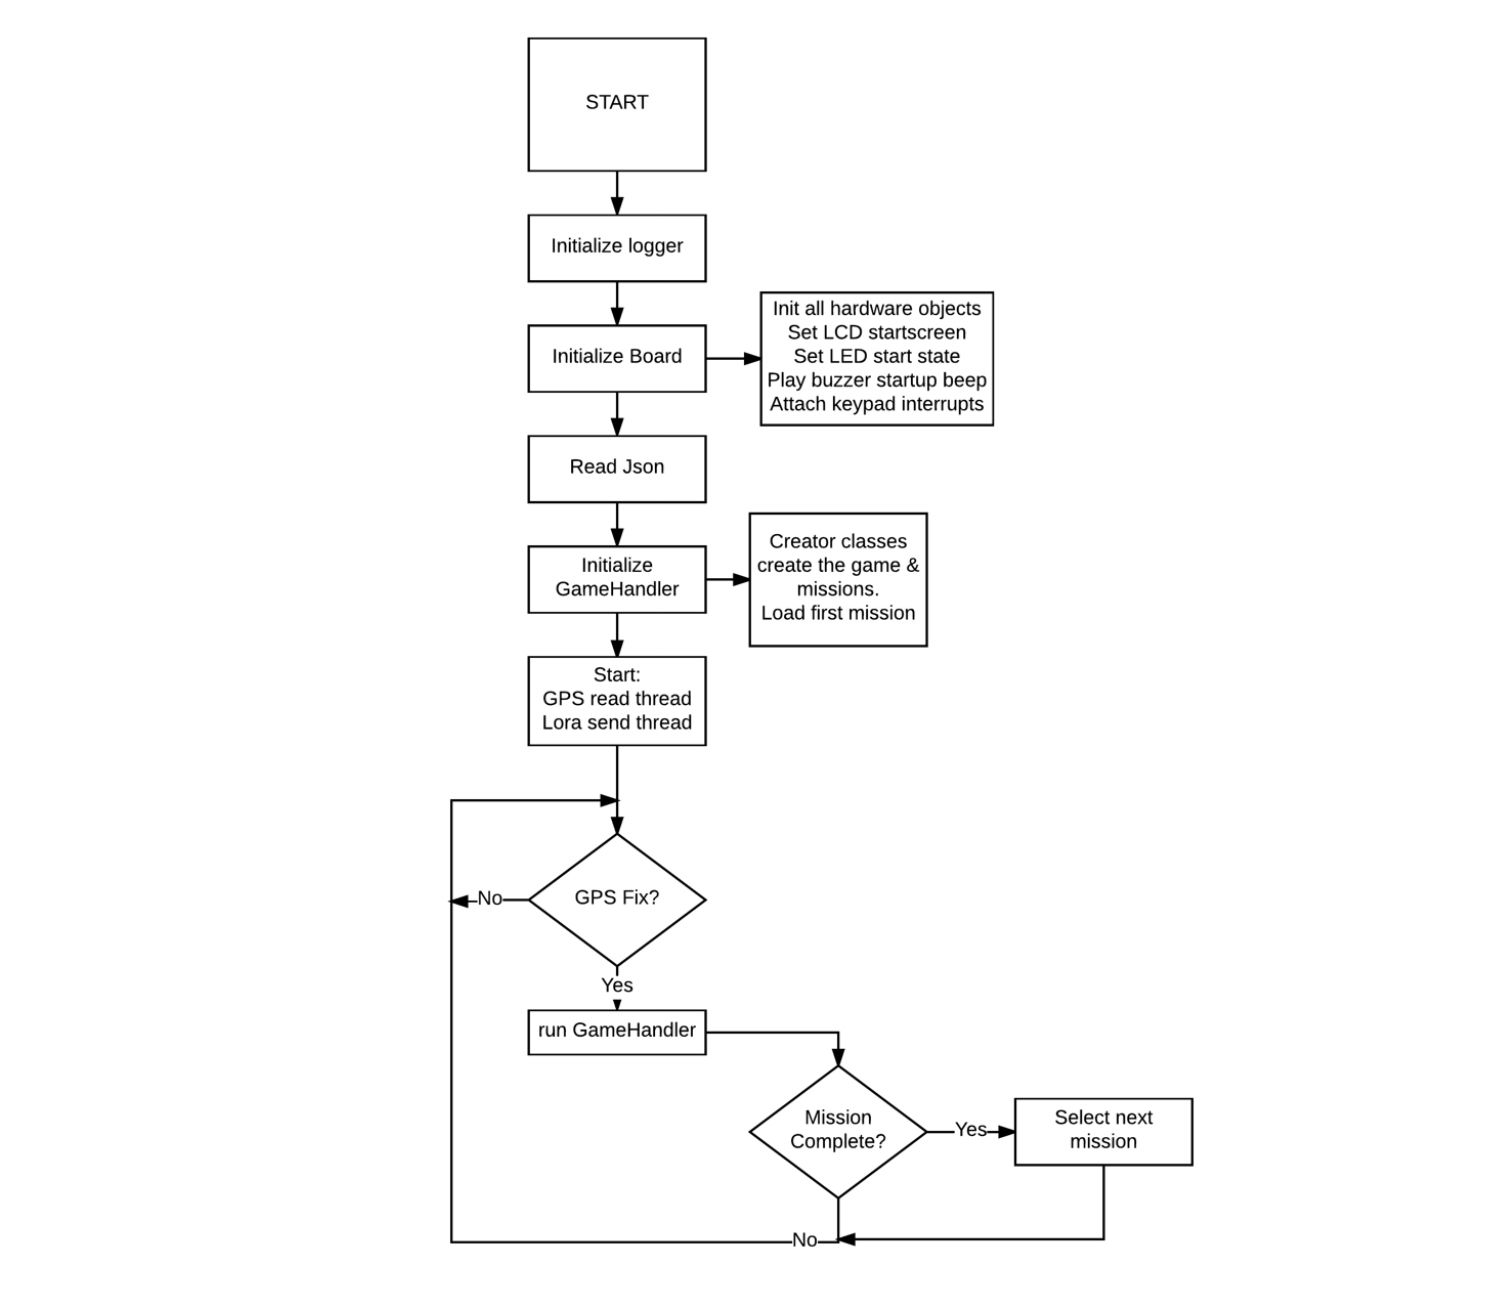 START
Initialize logger
Initialize Board
Init all hardware objects
Set LCD startscreen
Set LED start state
Play buzzer startup beep
Attach keypad interrupts
Read Json
Initialize
GameHandler
Creator classes
create the game &
missions.
Load first mission
Start:
GPS read thread
Lora send thread
GPS Fix?
No
Yes
run GameHandler
Mission
Complete?
Yes
Select next
mission
No